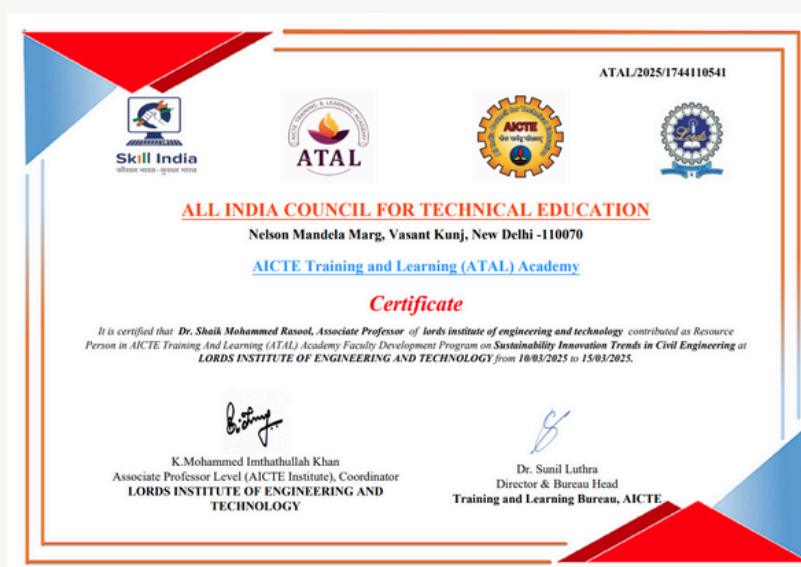 ATAL/2025/1744110541
Skill India
कौशल भारत-कुशल भारत
AICTE TRAINING & LEARNING ACADEMY
ATAL
AICTE
Lords
ALL INDIA COUNCIL FOR TECHNICAL EDUCATION
Nelson Mandela Marg, Vasant Kunj, New Delhi -110070
AICTE Training and Learning (ATAL) Academy
Certificate
It is certified that Dr. Shaik Mohammed Rasool, Associate Professor of lords institute of engineering and technology contributed as Resource
Person in AICTE Training And Learning (ATAL) Academy Faculty Development Program on Sustainability Innovation Trends in Civil Engineering at
LORDS INSTITUTE OF ENGINEERING AND TECHNOLOGY from 10/03/2025 to 15/03/2025.
K.Mohammed Imthathullah Khan
Associate Professor Level (AICTE Institute), Coordinator
LORDS INSTITUTE OF ENGINEERING AND
TECHNOLOGY
Dr. Sunil Luthra
Director & Bureau Head
Training and Learning Bureau, AICTE